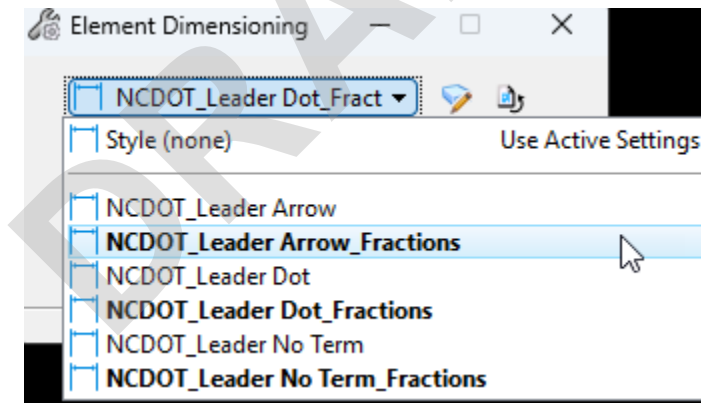 Element Dimensioning
NCDOT_Leader Dot_Fract
Style (none) Use Active Settings
NCDOT_Leader Arrow
NCDOT_Leader Arrow_Fractions
NCDOT_Leader Dot
NCDOT_Leader Dot_Fractions
NCDOT_Leader No Term
NCDOT_Leader No Term_Fractions